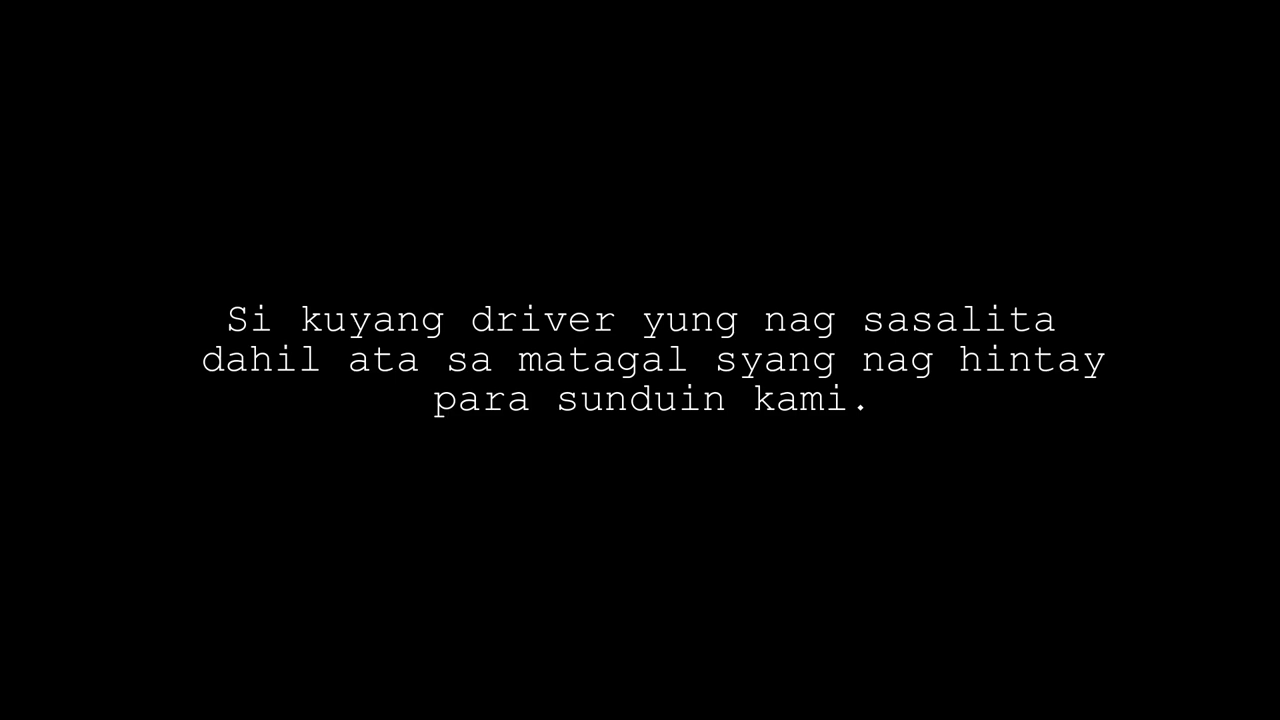 Si kuyang driver yung nag sasalita
dahil ata sa matagal syang nag hintay
para sunduin kami.